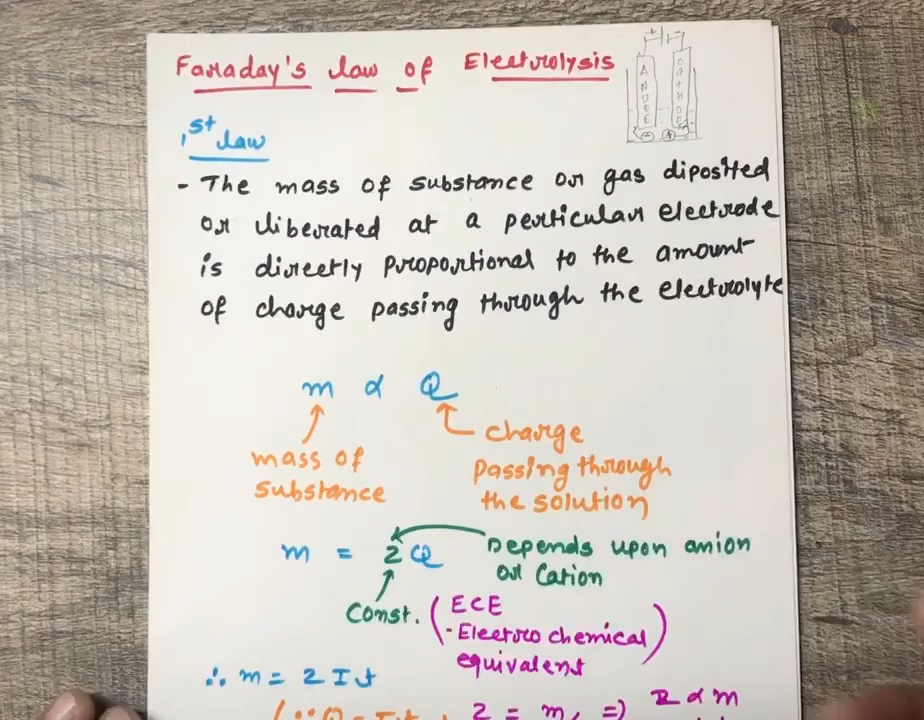 Faraday's law of Electrolysis
+ -
ANODE
CATHODE
- +
1st law
- The mass of substance or gas diposited
or liberated at a perticular electrode
is directly proportional to the amount
of charge passing through the electrolyte
m α Q
mass of
substance
charge
passing through
the solution
m = Z Q
Depends upon anion
or Cation
Const. (ECE
- Electro chemical
equivalent)
∴ m = Z I t